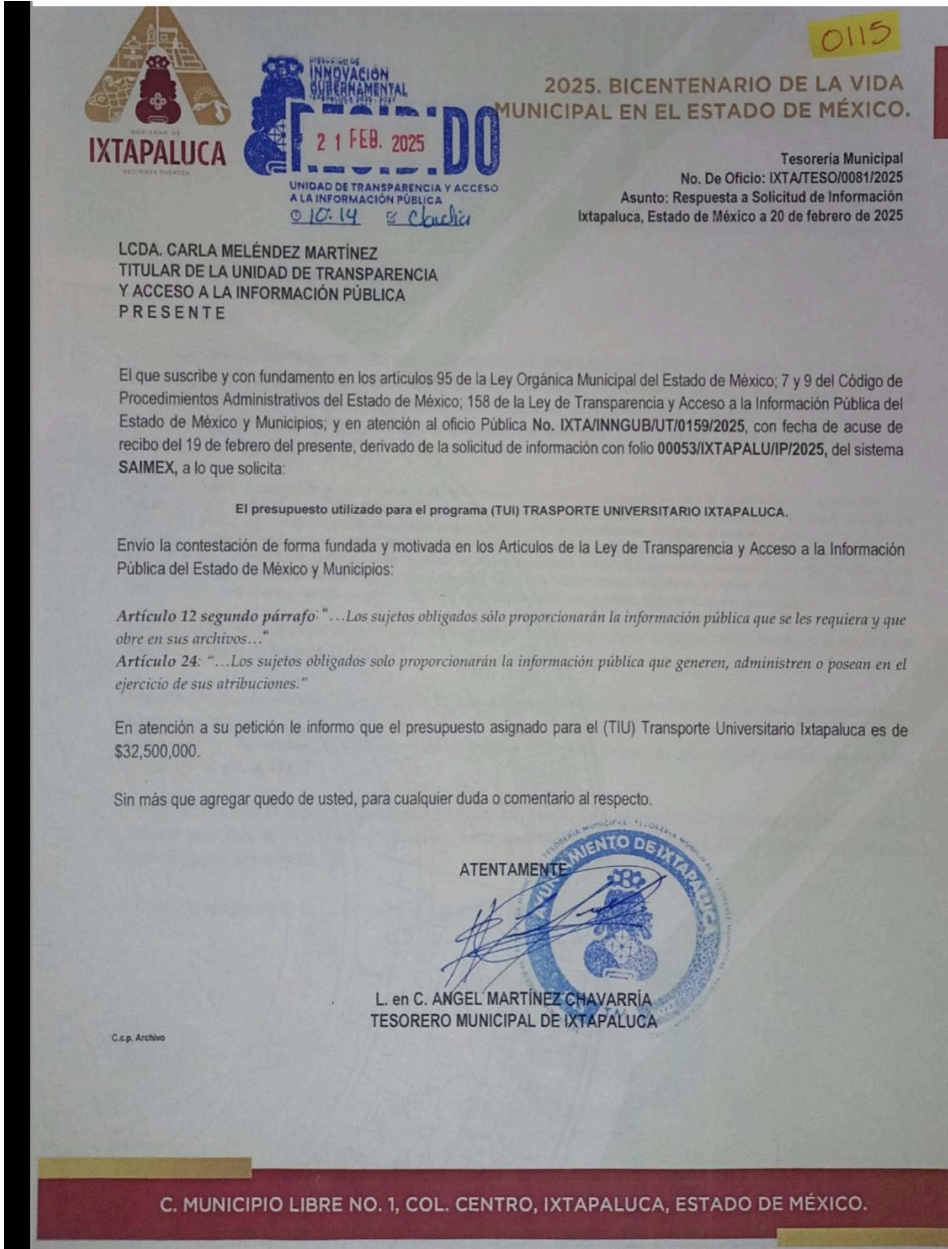 0115
GOBIERNO DE
IXTAPALUCA
DIRECCIÓN DE
INNOVACIÓN
GUBERNAMENTAL
RECIBIDO
21 FEB. 2025
UNIDAD DE TRANSPARENCIA Y ACCESO
A LA INFORMACIÓN PÚBLICA
10:14 Claudia
2025. BICENTENARIO DE LA VIDA
MUNICIPAL EN EL ESTADO DE MÉXICO.
Tesorería Municipal
No. De Oficio: IXTA/TESO/0081/2025
Asunto: Respuesta a Solicitud de Información
Ixtapaluca, Estado de México a 20 de febrero de 2025
LCDA. CARLA MELÉNDEZ MARTÍNEZ
TITULAR DE LA UNIDAD DE TRANSPARENCIA
Y ACCESO A LA INFORMACIÓN PÚBLICA
P R E S E N T E
El que suscribe y con fundamento en los artículos 95 de la Ley Orgánica Municipal del Estado de México; 7 y 9 del Código de
Procedimientos Administrativos del Estado de México; 158 de la Ley de Transparencia y Acceso a la Información Pública del
Estado de México y Municipios; y en atención al oficio Pública No. IXTA/INNGUB/UT/0159/2025, con fecha de acuse de
recibo del 19 de febrero del presente, derivado de la solicitud de información con folio 00053/IXTAPALU/IP/2025, del sistema
SAIMEX, a lo que solicita:
El presupuesto utilizado para el programa (TUI) TRASPORTE UNIVERSITARIO IXTAPALUCA.
Envío la contestación de forma fundada y motivada en los Articulos de la Ley de Transparencia y Acceso a la Información
Pública del Estado de México y Municipios:
Artículo 12 segundo párrafo: "…Los sujetos obligados sólo proporcionarán la información pública que se les requiera y que
obre en sus archivos…"
Artículo 24: "…Los sujetos obligados solo proporcionarán la información pública que generen, administren o posean en el
ejercicio de sus atribuciones."
En atención a su petición le informo que el presupuesto asignado para el (TIU) Transporte Universitario Ixtapaluca es de
$32,500,000.
Sin más que agregar quedo de usted, para cualquier duda o comentario al respecto.
ATENTAMENTE
AYUNTAMIENTO DE IXTAPALUCA
L. en C. ANGEL MARTÍNEZ CHAVARRÍA
TESORERO MUNICIPAL DE IXTAPALUCA
C.c.p. Archivo
C. MUNICIPIO LIBRE NO. 1, COL. CENTRO, IXTAPALUCA, ESTADO DE MÉXICO.